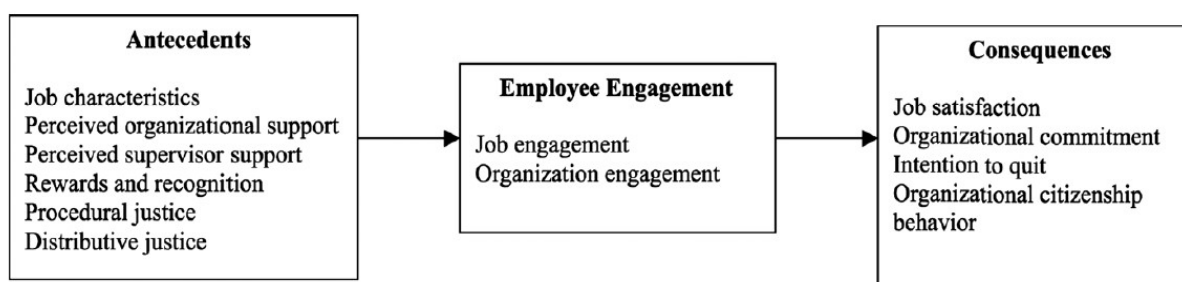 Antecedents
Job characteristics
Perceived organizational support
Perceived supervisor support
Rewards and recognition
Procedural justice
Distributive justice
Employee Engagement
Job engagement
Organization engagement
Consequences
Job satisfaction
Organizational commitment
Intention to quit
Organizational citizenship
behavior